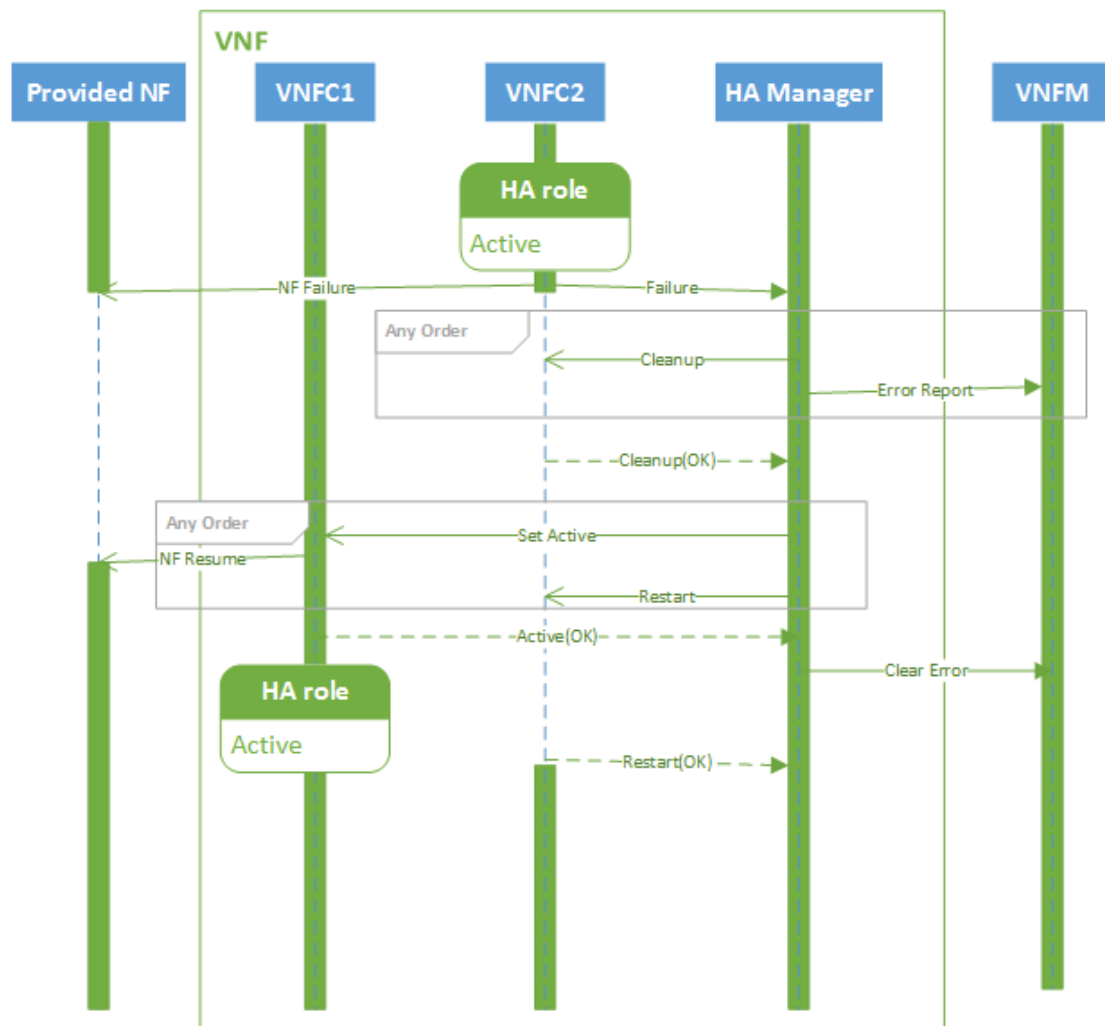 VNF
Provided NF
VNFC1
VNFC2
HA Manager
VNFM
HA role
Active
NF Failure
Failure
Any Order
Cleanup
Error Report
Cleanup(OK)
Any Order
Set Active
NF Resume
Restart
Active(OK)
Clear Error
HA role
Active
Restart(OK)